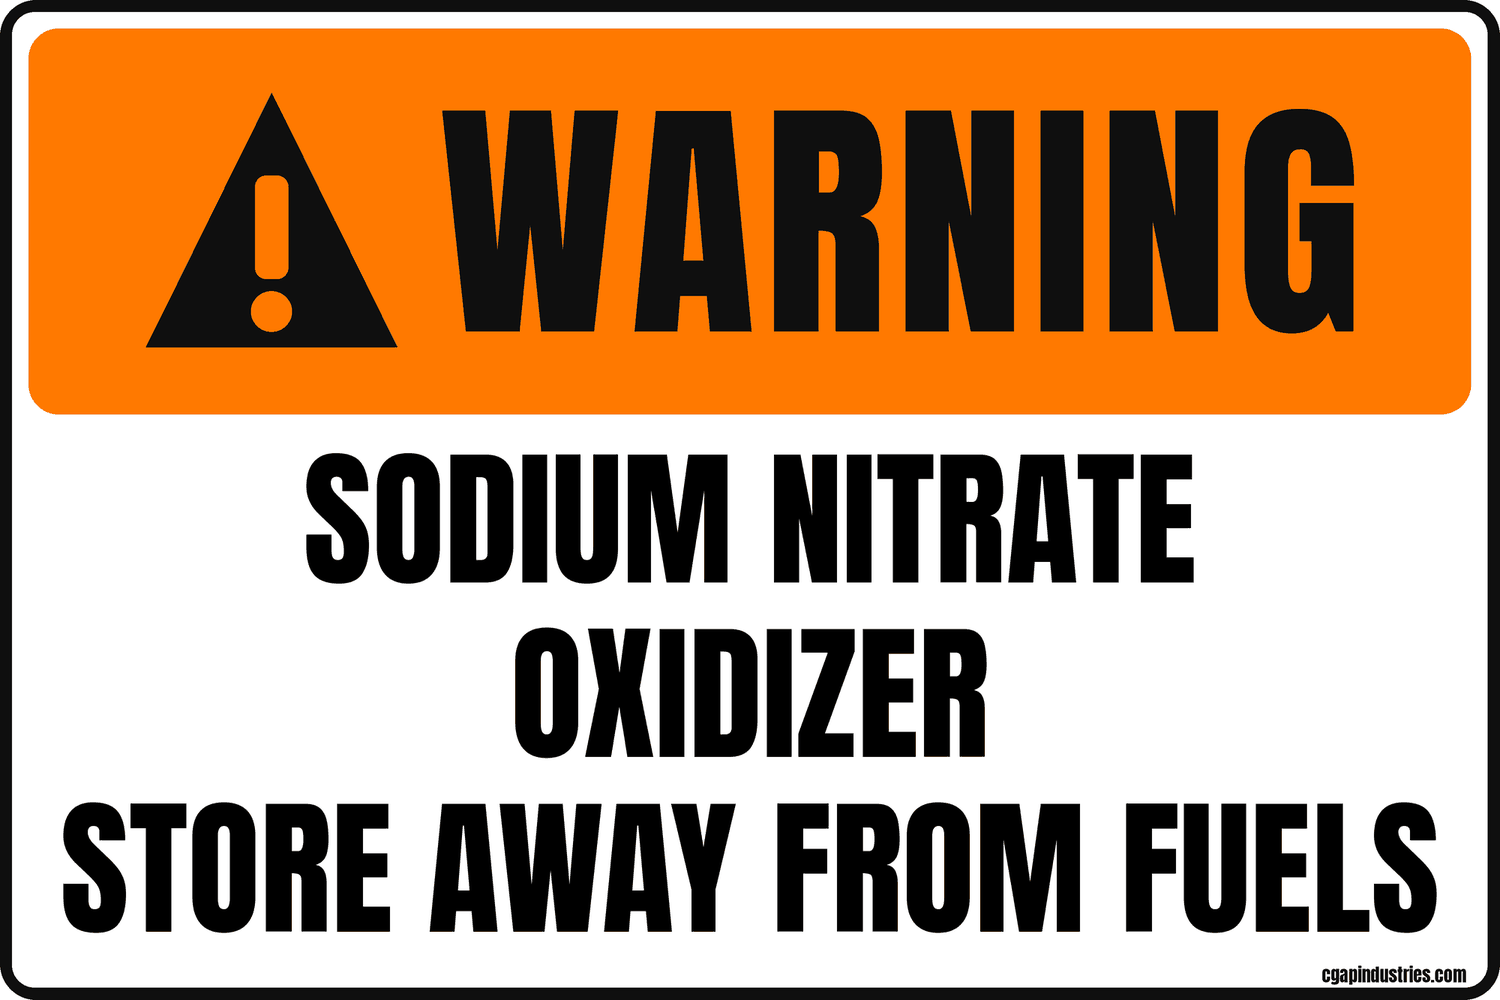 WARNING
SODIUM NITRATE
OXIDIZER
STORE AWAY FROM FUELS
cgapindustries.com